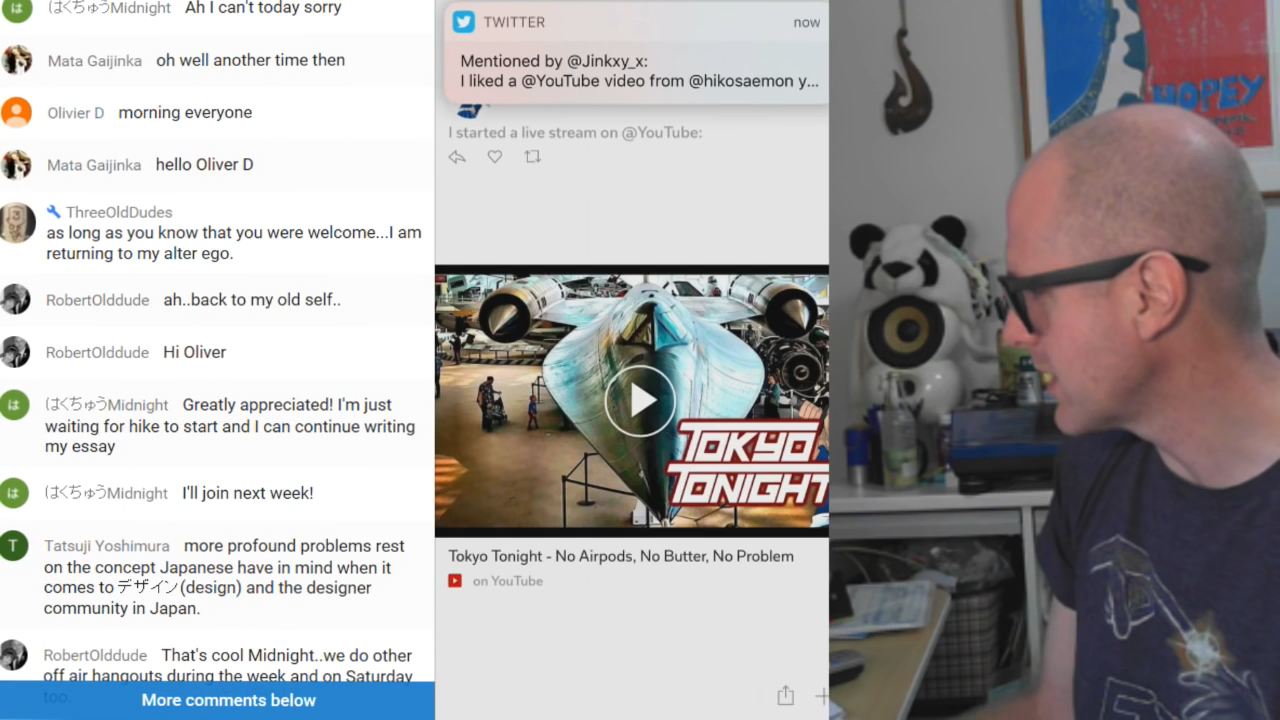 はくちゅうMidnight Ah I can't today sorry
Mata Gaijinka oh well another time then
Olivier D morning everyone
Mata Gaijinka hello Oliver D
ThreeOldDudes
as long as you know that you were welcome...I am
returning to my alter ego.
RobertOlddude ah..back to my old self..
RobertOlddude Hi Oliver
は はくちゅうMidnight Greatly appreciated! I'm just
waiting for hike to start and I can continue writing
my essay
は はくちゅうMidnight I'll join next week!
T Tatsuji Yoshimura more profound problems rest
on the concept Japanese have in mind when it
comes to デザイン(design) and the designer
community in Japan.
RobertOlddude That's cool Midnight..we do other
off air hangouts during the week and on Saturday
too.
More comments below
TWITTER now
Mentioned by @Jinkxy_x:
I liked a @YouTube video from @hikosaemon y...
I started a live stream on @YouTube:
TOKYO
TONIGHT
Tokyo Tonight - No Airpods, No Butter, No Problem
on YouTube
HOPEY